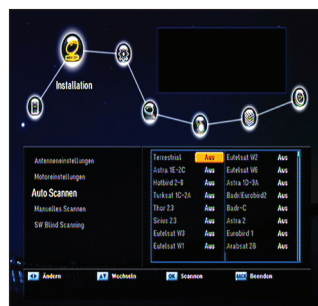 Installation
Antenneneinstellungen
Motoreinstellungen
Auto Scannen
Manuelles Scannen
SW Blind Scanning
Terrestrial Aus Eutelsat W2 Aus
Astra 1E-2C Aus Eutelsat W6 Aus
Hotbird 2-8 Aus Astra 1D-3A Aus
Turksat 1C-2A Aus Badr/Eurobird2 Aus
Thor 2.3 Aus Badr-C Aus
Sirius 2.3 Aus Astra 2 Aus
Eutelsat W3 Aus Eurobird 1 Aus
Eutelsat W1 Aus Arabsat 2B Aus
Ändern Wechseln OK Scannen BACK Beenden